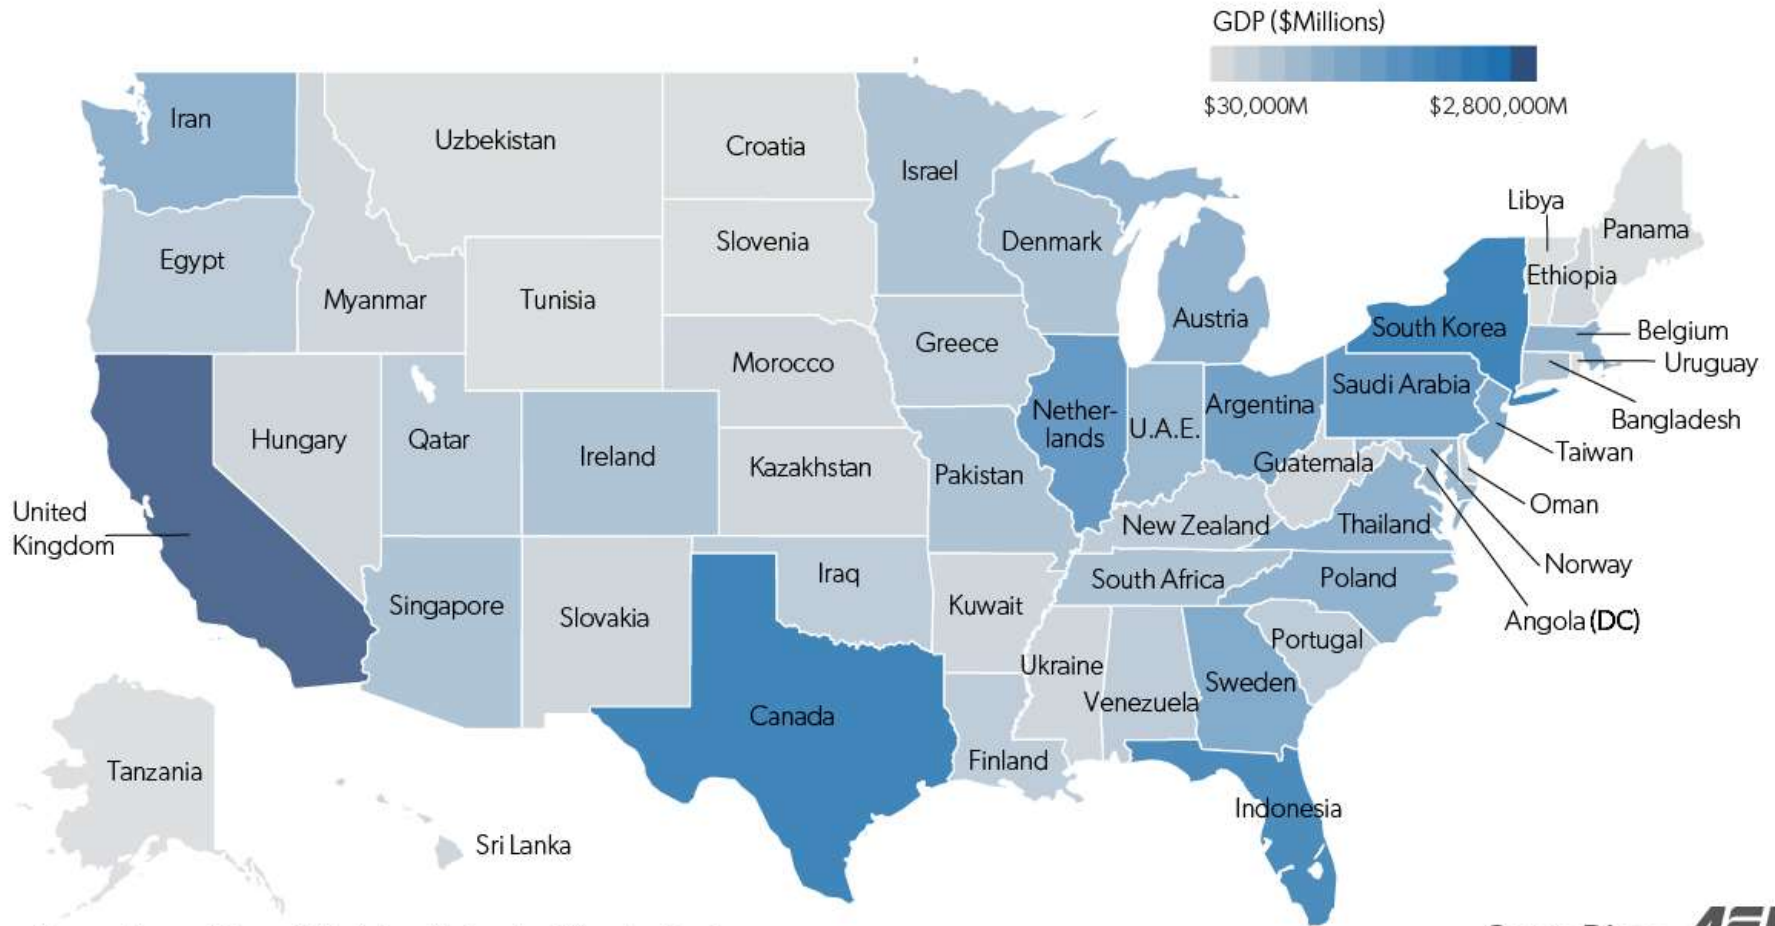 GDP ($Millions)
$30,000M
$2,800,000M
Iran
Uzbekistan
Croatia
Israel
Libya
Panama
Slovenia
Denmark
Egypt
Ethiopia
Myanmar
Tunisia
Austria
South Korea
Belgium
Greece
Morocco
Uruguay
Saudi Arabia
Nether-
lands
Argentina
U.A.E.
Bangladesh
Hungary
Qatar
Ireland
Taiwan
Kazakhstan
Guatemala
Pakistan
Oman
United
Kingdom
New Zealand
Thailand
Norway
Iraq
South Africa
Poland
Singapore
Kuwait
Slovakia
Angola (DC)
Portugal
Ukraine
Sweden
Venezuela
Canada
Finland
Tanzania
Indonesia
Sri Lanka